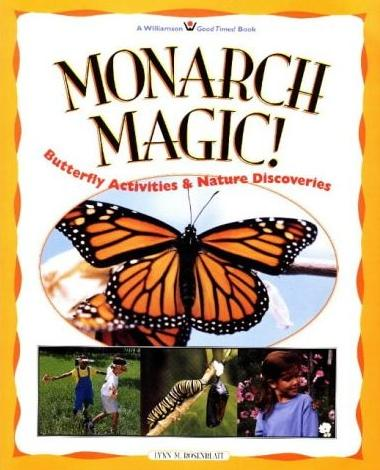 A Williamson Good Times! Book
MONARCH
MAGIC!
Butterfly Activities & Nature Discoveries
LYNN M. ROSENBLATT